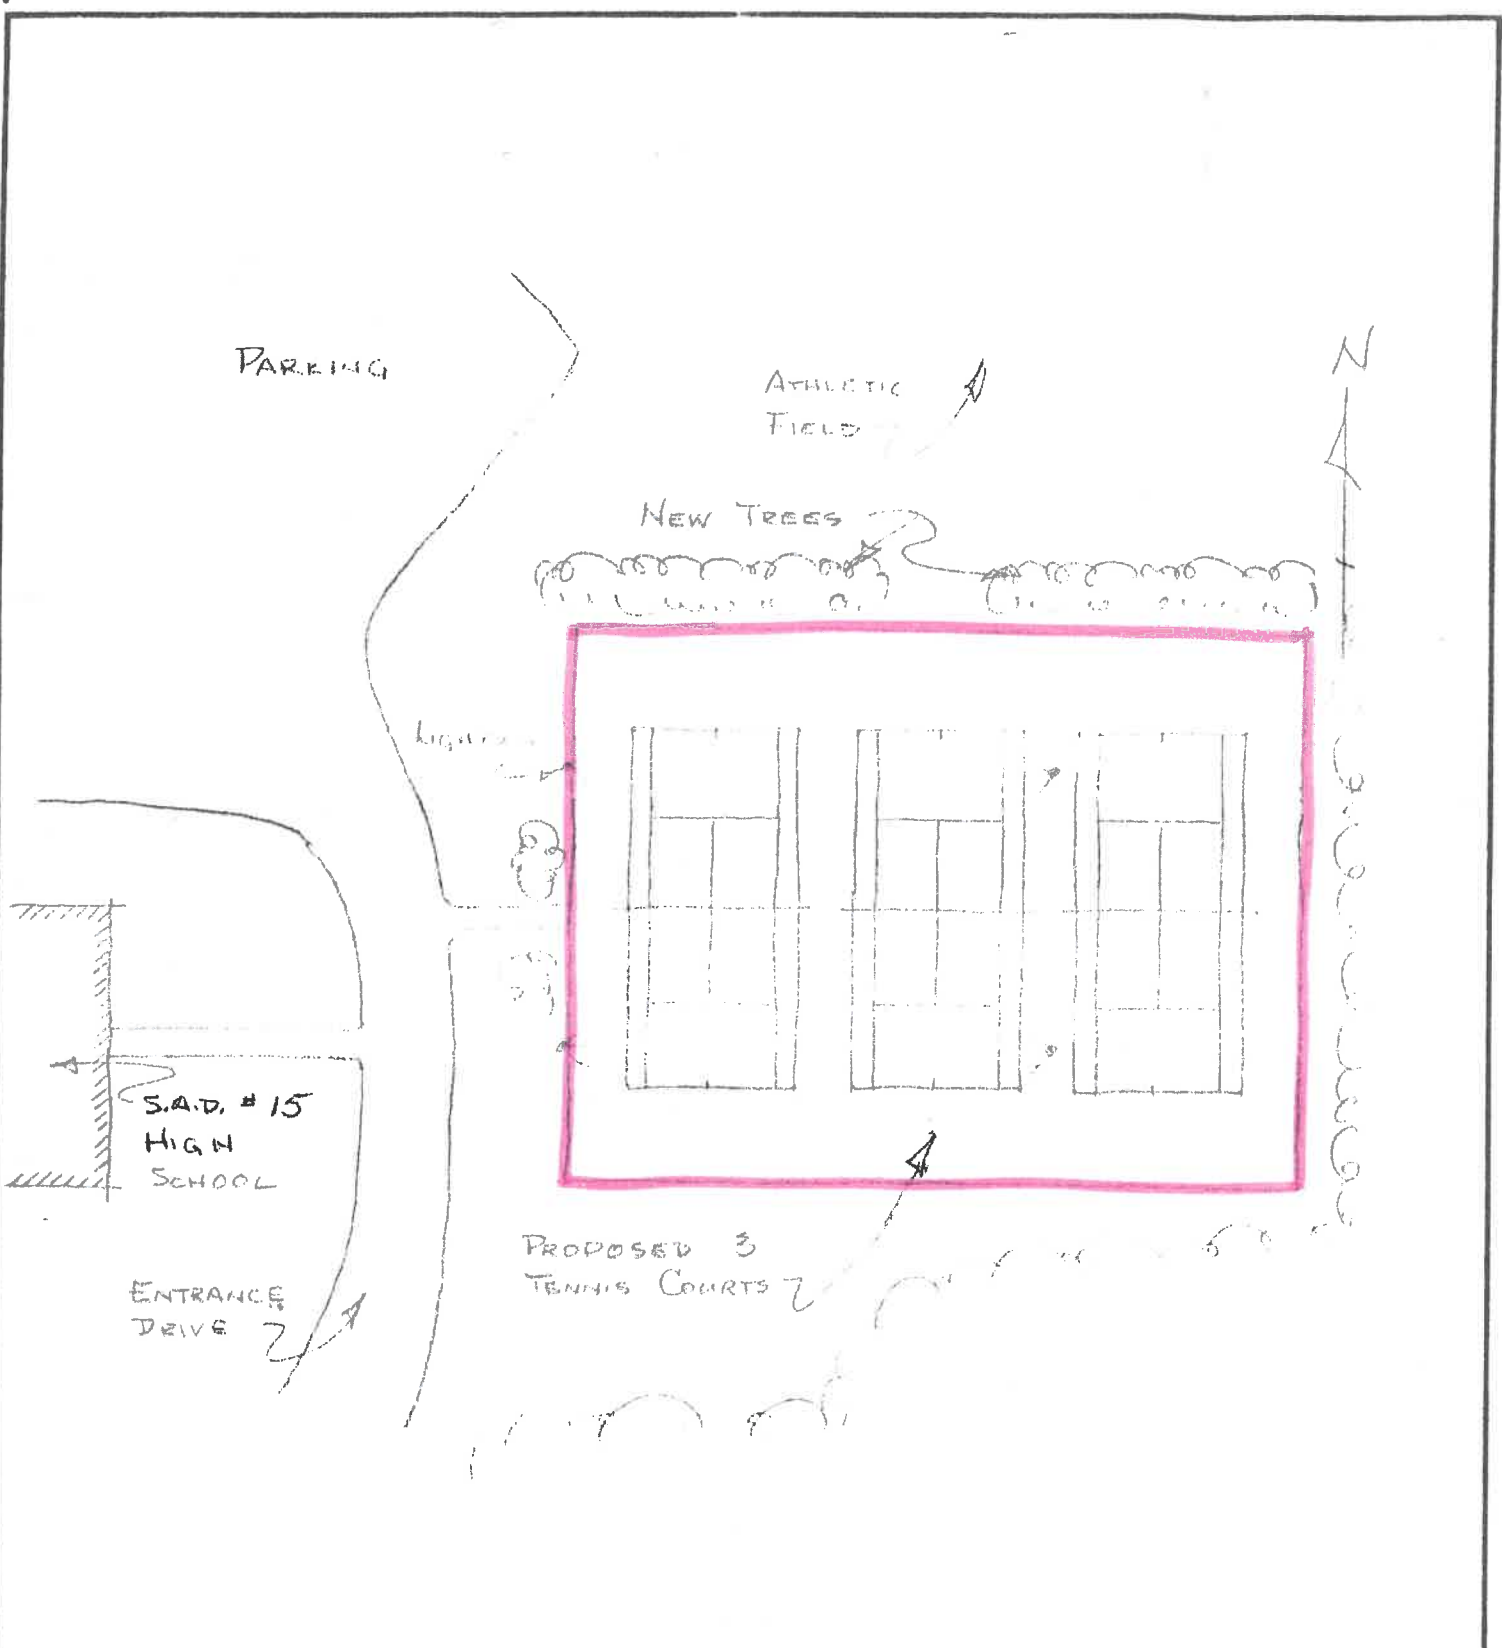 PARKING
N
ATHLETIC
FIELD
NEW TREES
S.A.D. # 15
HIGH
SCHOOL
PROPOSED 3
TENNIS COURTS
ENTRANCE
DRIVE